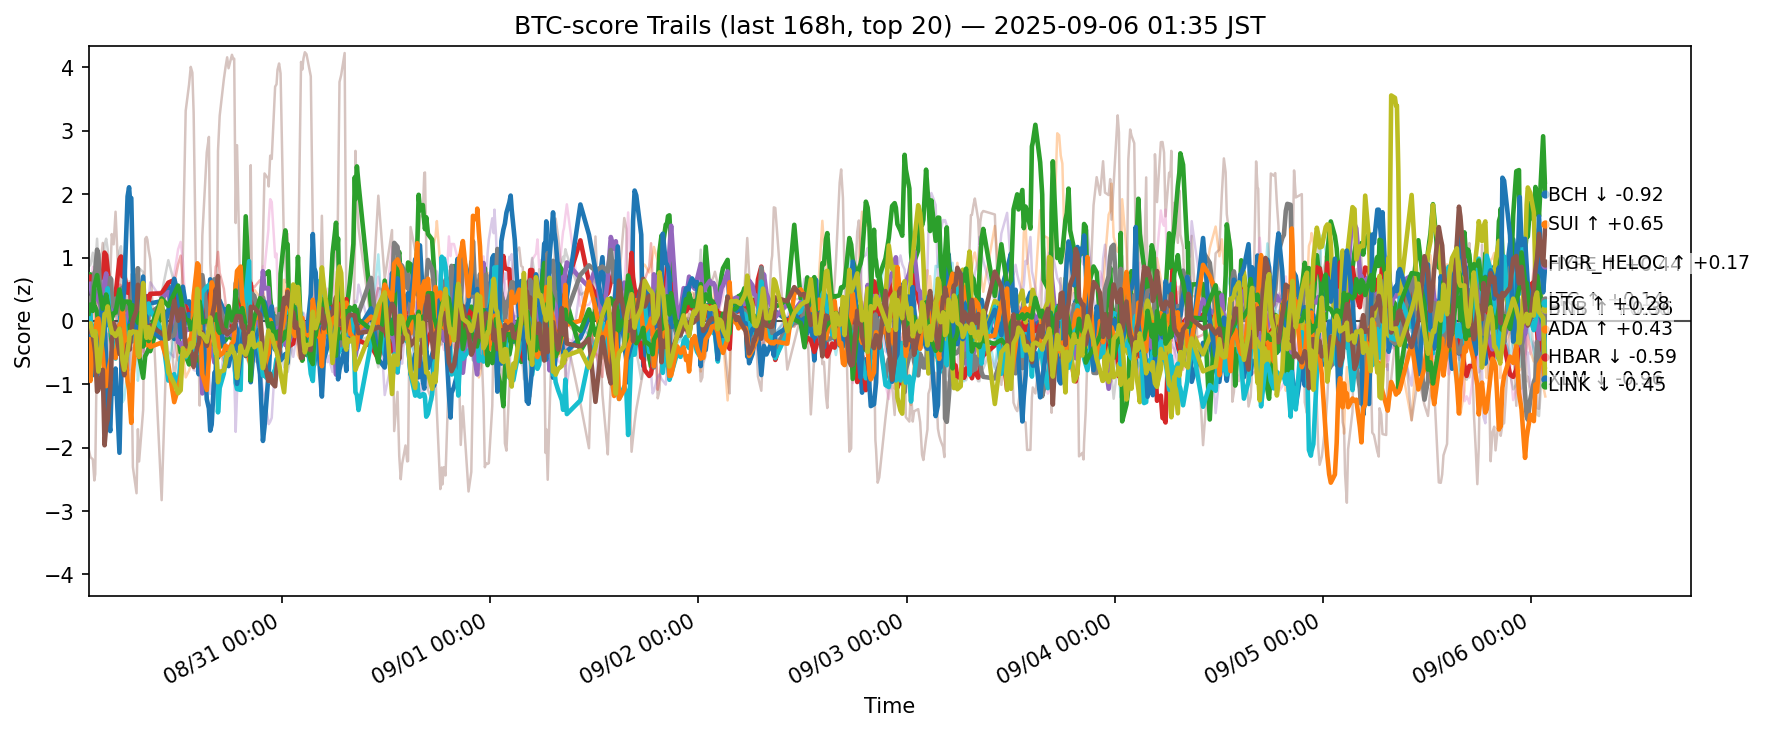 BTC-score Trails (last 168h, top 20) — 2025-09-06 01:35 JST
Score (z)
4
3
2
1
0
−1
−2
−3
−4
BCH ↓ -0.92
SUI ↑ +0.65
FIGR_HELOC ↑ +0.17
BTC ↑ +0.28
ADA ↑ +0.43
HBAR ↓ -0.59
LINK ↓ -0.45
08/31 00:00
09/01 00:00
09/02 00:00
09/03 00:00
09/04 00:00
09/05 00:00
09/06 00:00
Time